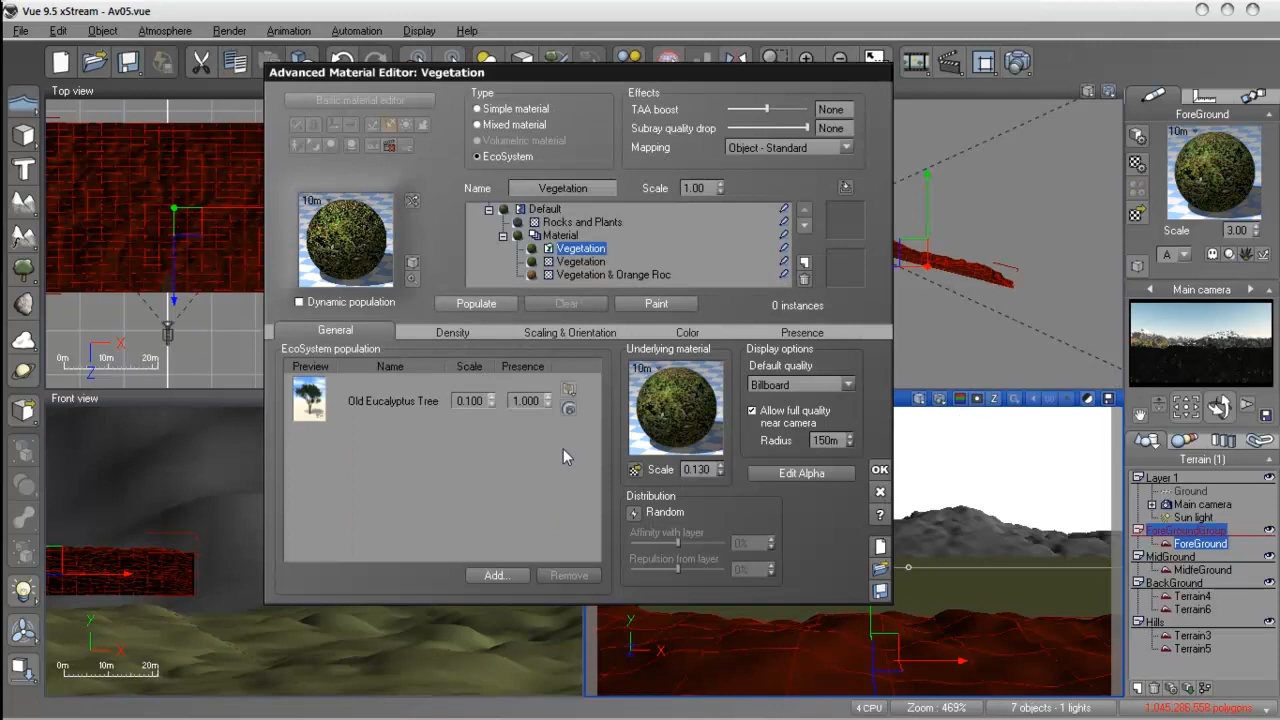 Vue 9.5 xStream - Av05.vue
File Edit Object Atmosphere Render Animation Automation Display Help
Top view
Advanced Material Editor: Vegetation
Basic material editor
Type
Simple material
Mixed material
Volumetric material
EcoSystem
Effects
TAA boost None
Subray quality drop None
Mapping Object - Standard
Name Vegetation Scale 1.00
10m
Default
Rocks and Plants
Material
Vegetation
Vegetation
Vegetation & Orange Roc
Dynamic population Populate Clear Paint 0 instances
General Density Scaling & Orientation Color Presence
EcoSystem population
Preview Name Scale Presence
Old Eucalyptus Tree 0.100 1.000
Add... Remove
Underlying material
10m
Scale 0.130
Display options
Default quality
Billboard
Allow full quality
near camera
Radius 150m
Edit Alpha
Distribution
Random
Affinity with layer 0%
Repulsion from layer 0%
OK
?
0m 10m 20m
X
Z
Front view
Y
0m 10m 20m
Y
X
ForeGround
10m
Scale 3.00
A
Main camera
Terrain (1)
Layer 1
Ground
Main camera
Sun light
ForeGroundGroup
ForeGround
MidGround
MidfeGround
BackGround
Terrain4
Terrain6
Hills
Terrain3
Terrain5
4 CPU Zoom : 469% 7 objects - 1 lights 1.045.286.558 polygons